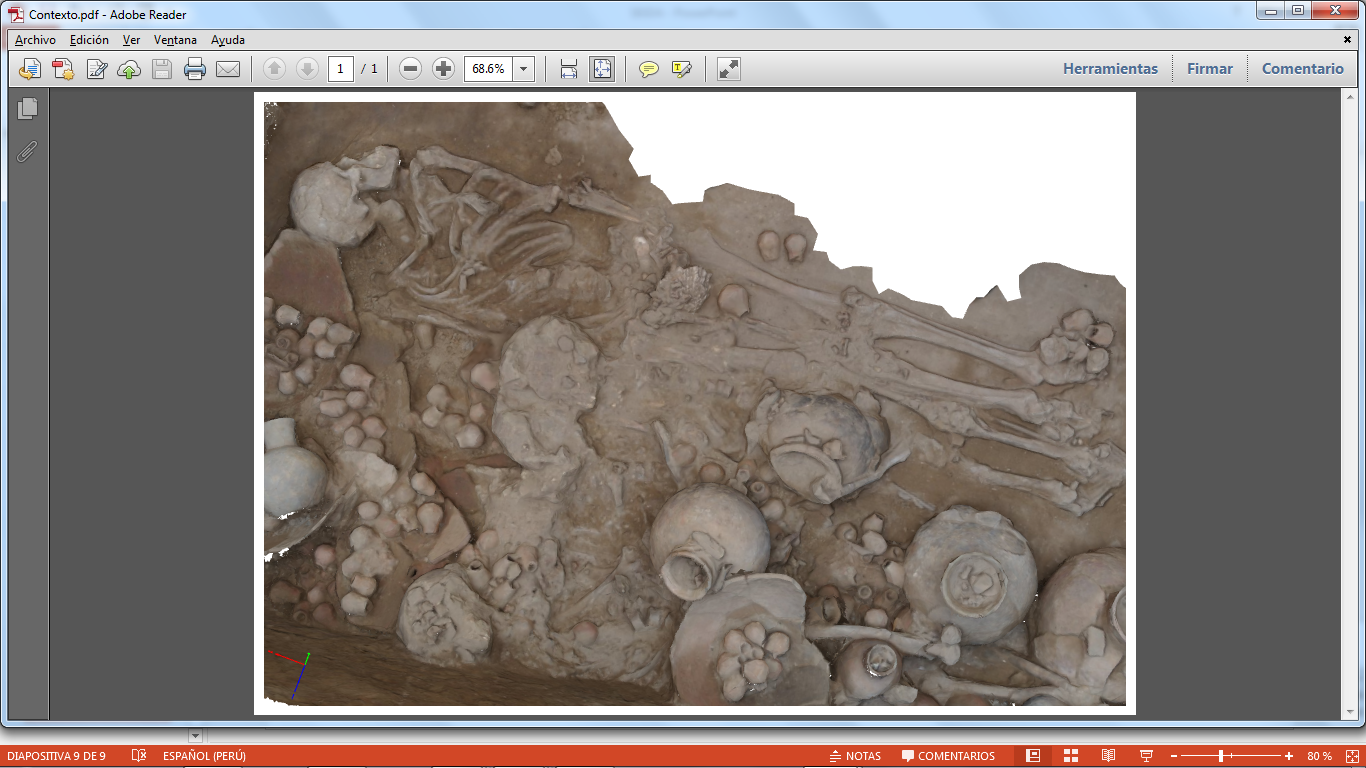 Contexto.pdf - Adobe Reader
Archivo Edición Ver Ventana Ayuda
1 / 1 68.6% Herramientas Firmar Comentario
DIAPOSITIVA 9 DE 9 ESPAÑOL (PERÚ) NOTAS COMENTARIOS 80 %